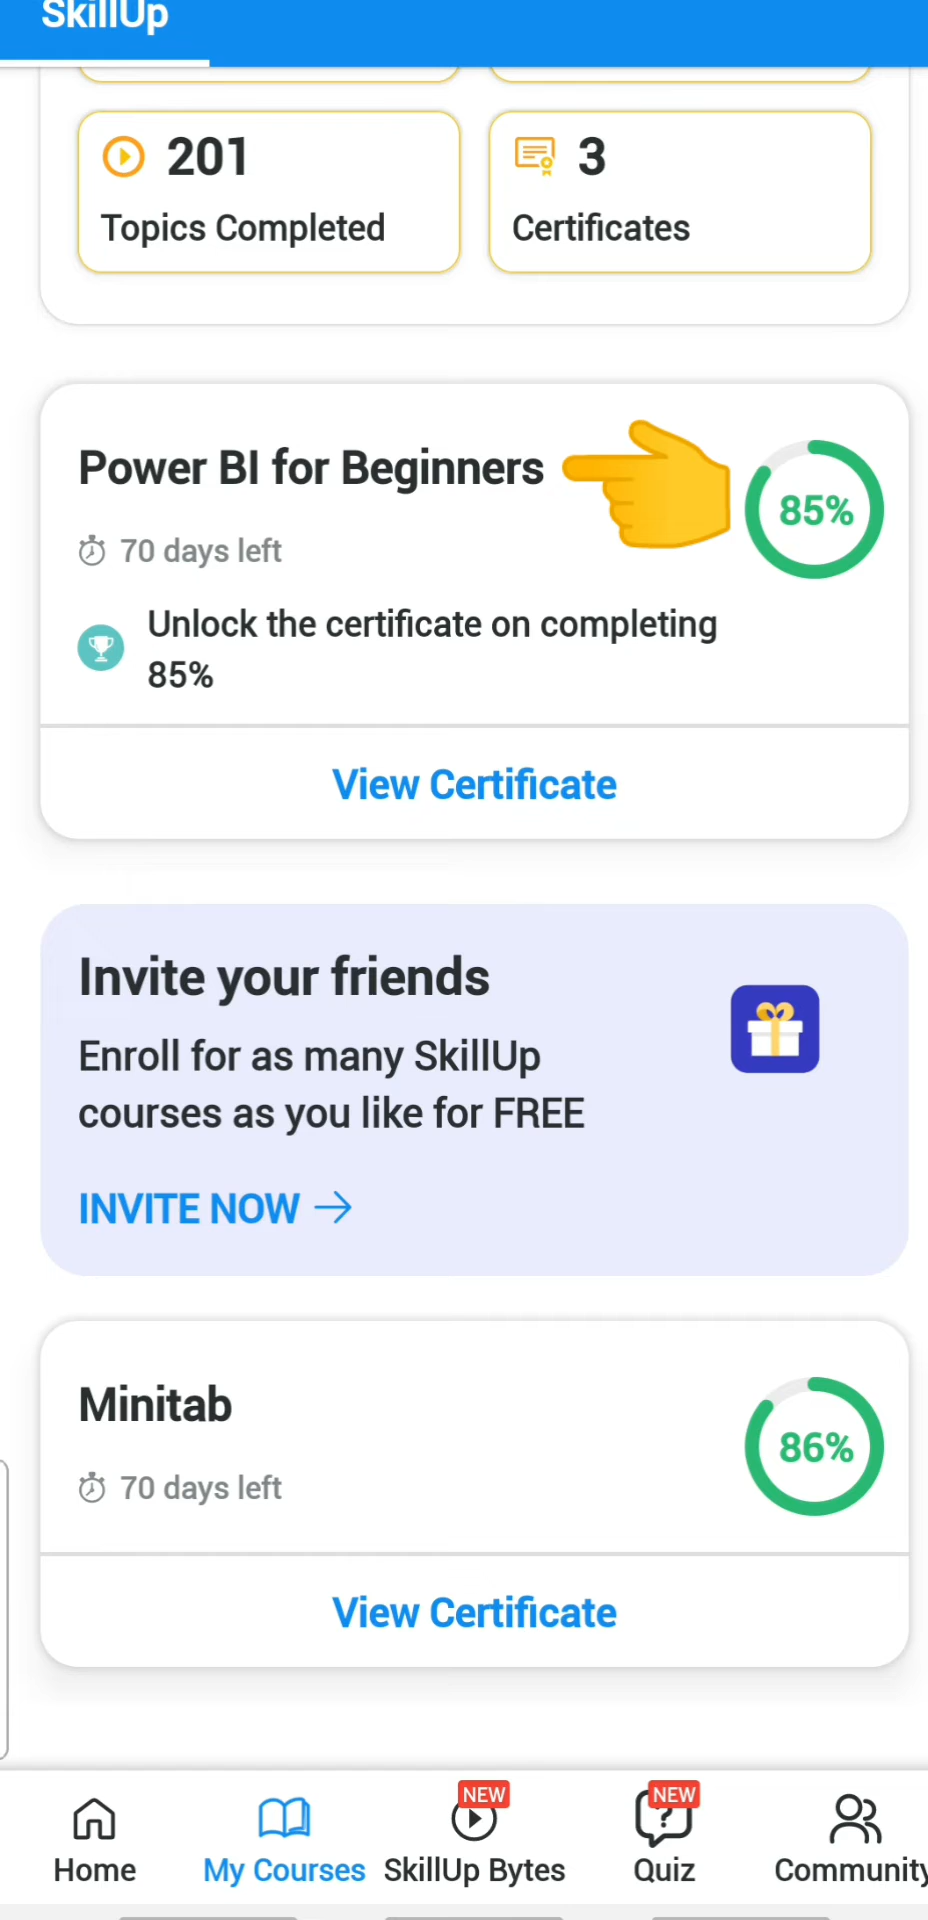 SkillUp
201
Topics Completed
3
Certificates
Power BI for Beginners
85%
70 days left
Unlock the certificate on completing
85%
View Certificate
Invite your friends
Enroll for as many SkillUp
courses as you like for FREE
INVITE NOW →
Minitab
86%
70 days left
View Certificate
NEW
NEW
Home
My Courses
SkillUp Bytes
Quiz
Community